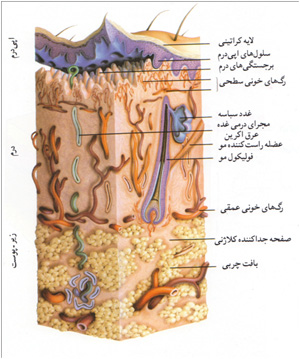 لایه کراتینی
سلول‌های اپی‌درم
برجستگی‌های درم
رگ‌های خونی سطحی
غدد سباسه
مجرای درمی غده
عرق اکرین
عضله راست‌کننده مو
فولیکول مو
رگ‌های خونی عمقی
صفحه جداکننده کلاژنی
بافت چربی
اپی‌درم
درم
زیر-پوست